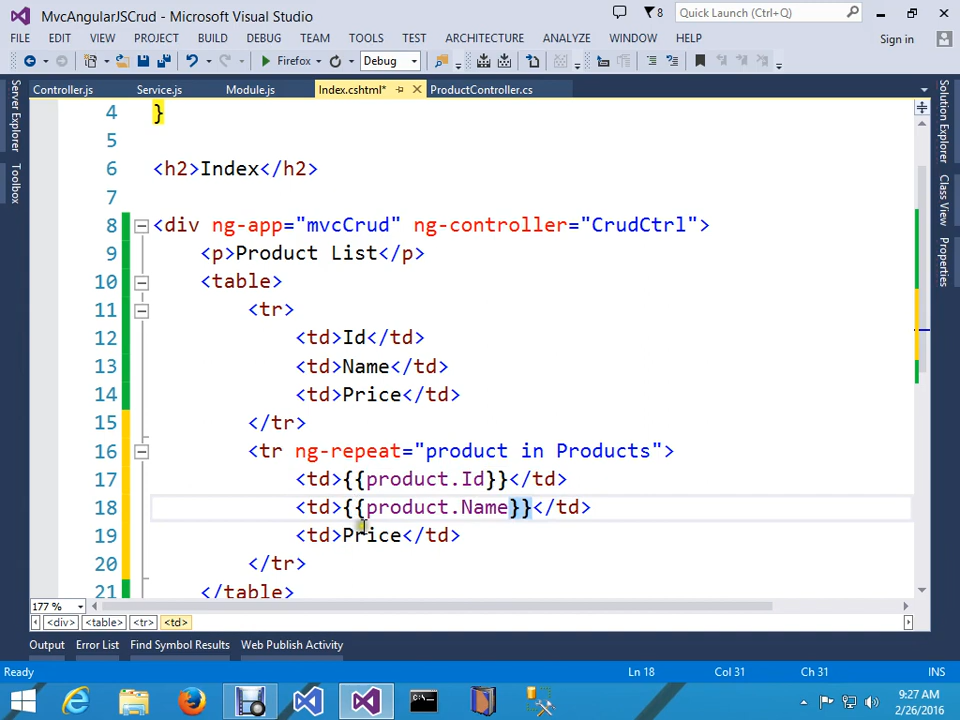 MvcAngularJSCrud - Microsoft Visual Studio
8
Quick Launch (Ctrl+Q)
FILE EDIT VIEW PROJECT BUILD DEBUG TEAM TOOLS TEST ARCHITECTURE ANALYZE WINDOW HELP
Sign in
Firefox
Debug
Controller.js Service.js Module.js Index.cshtml* ProductController.cs
Server Explorer
Toolbox
Solution Explorer
Class View
Properties
4 }
5
6 <h2>Index</h2>
7
8 <div ng-app="mvcCrud" ng-controller="CrudCtrl">
9 <p>Product List</p>
10 <table>
11 <tr>
12 <td>Id</td>
13 <td>Name</td>
14 <td>Price</td>
15 </tr>
16 <tr ng-repeat="product in Products">
17 <td>{{product.Id}}</td>
18 <td>{{product.Name}}</td>
19 <td>Price</td>
20 </tr>
21 </table>
177 %
<div> <table> <tr> <td>
Output Error List Find Symbol Results Web Publish Activity
Ready Ln 18 Col 31 Ch 31 INS
9:27 AM
2/26/2016